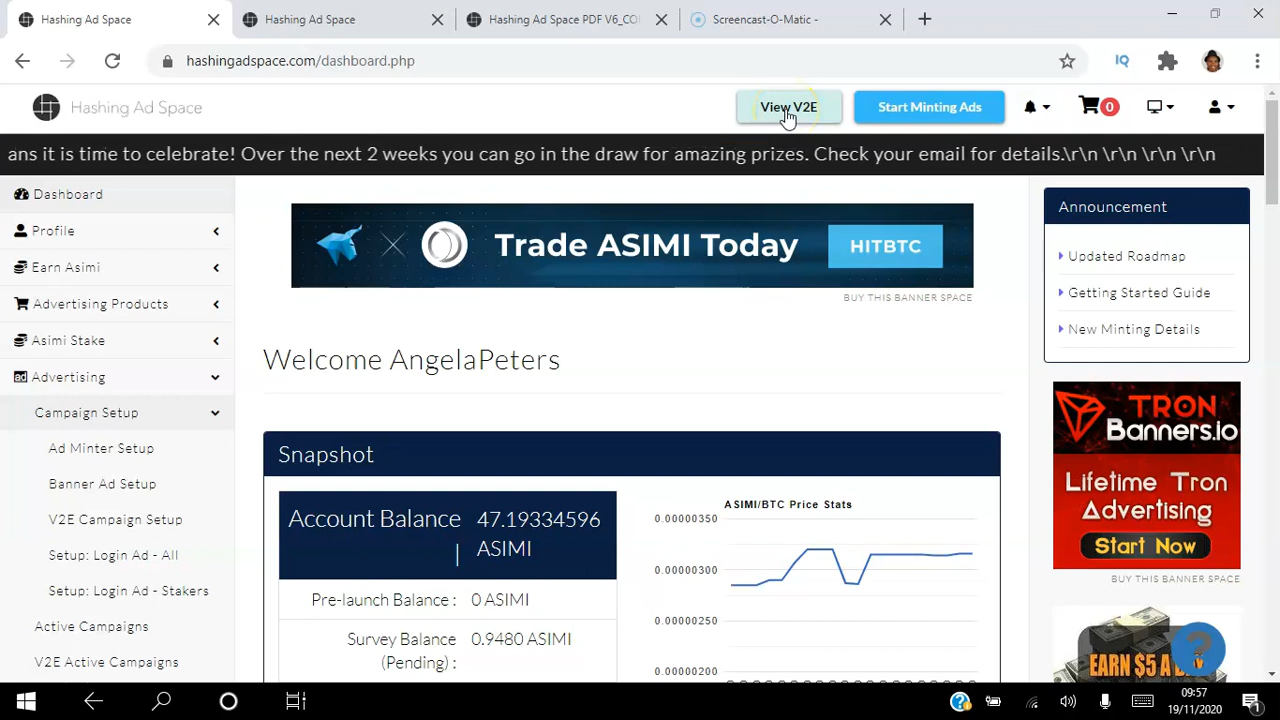 Hashing Ad Space
Hashing Ad Space
Hashing Ad Space PDF V6_CO
Screencast-O-Matic -
hashingadspace.com/dashboard.php
Hashing Ad Space
View V2E
Start Minting Ads
0
ans it is time to celebrate! Over the next 2 weeks you can go in the draw for amazing prizes. Check your email for details.\r\n \r\n \r\n \r\n
Dashboard
Profile
Earn Asimi
Advertising Products
Asimi Stake
Advertising
Campaign Setup
Ad Minter Setup
Banner Ad Setup
V2E Campaign Setup
Setup: Login Ad - All
Setup: Login Ad - Stakers
Active Campaigns
V2E Active Campaigns
Trade ASIMI Today
HITBTC
BUY THIS BANNER SPACE
Welcome AngelaPeters
Snapshot
Account Balance | 47.19334596 ASIMI
Pre-launch Balance : 0 ASIMI
Survey Balance (Pending) : 0.9480 ASIMI
ASIMI/BTC Price Stats
0.00000350
0.00000300
0.00000250
0.00000200
Announcement
Updated Roadmap
Getting Started Guide
New Minting Details
TRON
Banners.io
Lifetime Tron
Advertising
Start Now
BUY THIS BANNER SPACE
EARN $5 A DAY
?
09:57
19/11/2020